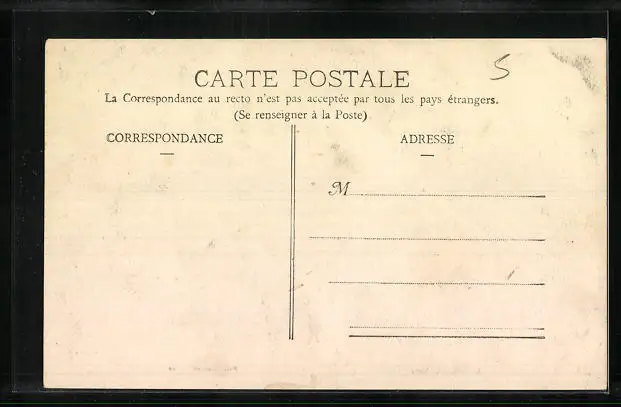 CARTE POSTALE
5
La Correspondance au recto n'est pas acceptée par tous les pays étrangers.
(Se renseigner à la Poste)
CORRESPONDANCE
ADRESSE
M